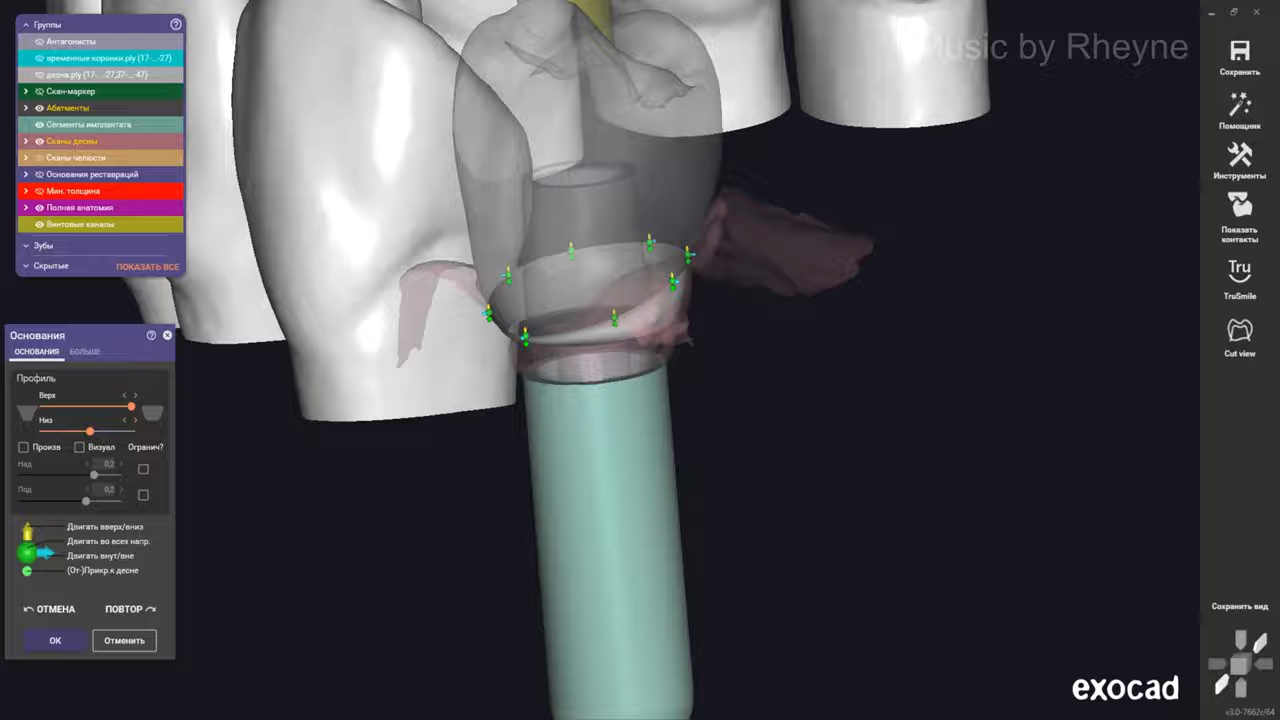 Группы
Антагонисты
временные коронки.ply (17-...-27)
десна.ply (17-...-27,37-...-47)
Скан-маркер
Абатменты
Сегменты имплантата
Сканы десны
Сканы челюсти
Основания реставраций
Мин. толщина
Полная анатомия
Винтовые каналы
Зубы
Скрытые ПОКАЗАТЬ ВСЕ
Основания
ОСНОВАНИЯ БОЛЬШЕ
Профиль
Верх
Низ
Произв Визуал Огранич?
Над 0,2
Под 0,2
Двигать вверх/вниз
Двигать во всех напр.
Двигать внут/вне
(От-)Прикр.к десне
ОТМЕНА ПОВТОР
ОК Отменить
Music by Rheyne
Сохранить
Помощник
Инструменты
Показать
контакты
Tru
TruSmile
Cut view
Сохранить вид
exocad
v3.0-7662r/64